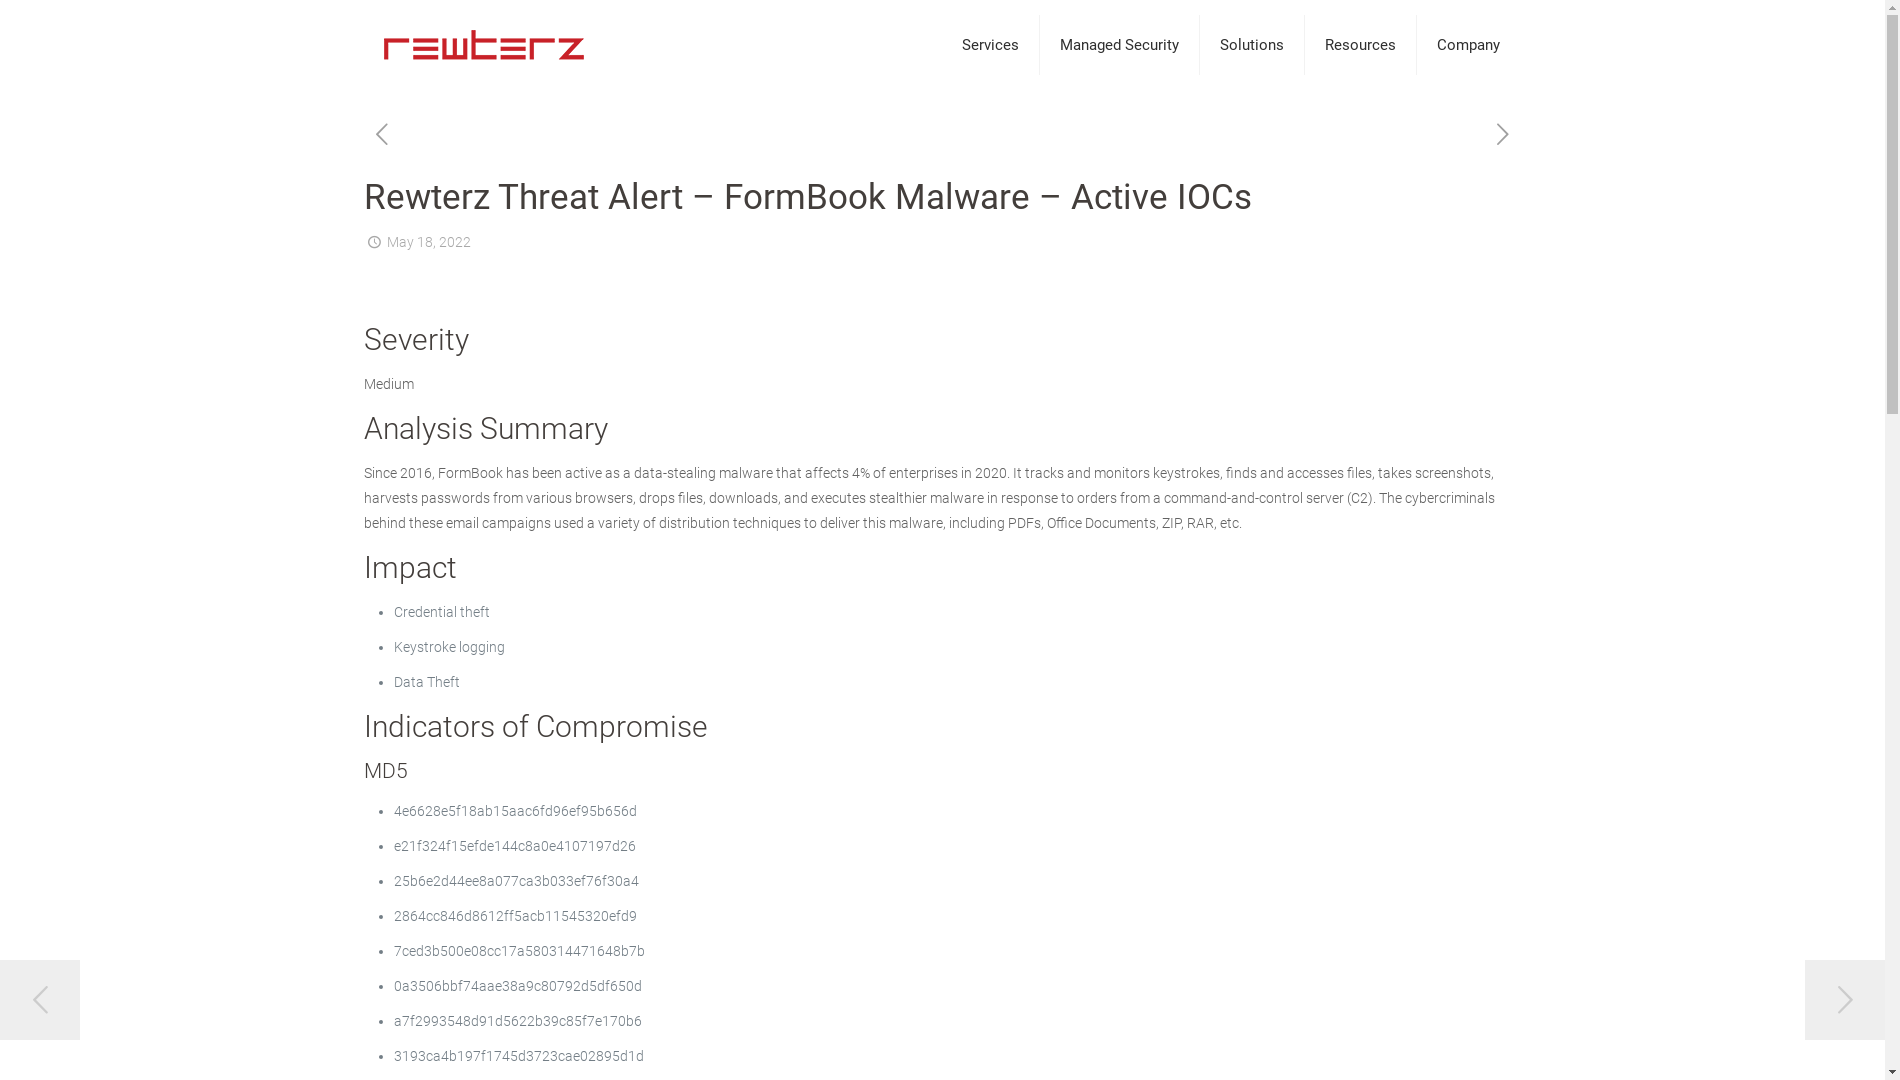 rewterz
Services
Managed Security
Solutions
Resources
Company
Rewterz Threat Alert – FormBook Malware – Active IOCs
May 18, 2022
Severity
Medium
Analysis Summary
Since 2016, FormBook has been active as a data-stealing malware that affects 4% of enterprises in 2020. It tracks and monitors keystrokes, finds and accesses files, takes screenshots,
harvests passwords from various browsers, drops files, downloads, and executes stealthier malware in response to orders from a command-and-control server (C2). The cybercriminals
behind these email campaigns used a variety of distribution techniques to deliver this malware, including PDFs, Office Documents, ZIP, RAR, etc.
Impact
• Credential theft
• Keystroke logging
• Data Theft
Indicators of Compromise
MD5
• 4e6628e5f18ab15aac6fd96ef95b656d
• e21f324f15efde144c8a0e4107197d26
• 25b6e2d44ee8a077ca3b033ef76f30a4
• 2864cc846d8612ff5acb11545320efd9
• 7ced3b500e08cc17a580314471648b7b
• 0a3506bbf74aae38a9c80792d5df650d
• a7f2993548d91d5622b39c85f7e170b6
• 3193ca4b197f1745d3723cae02895d1d